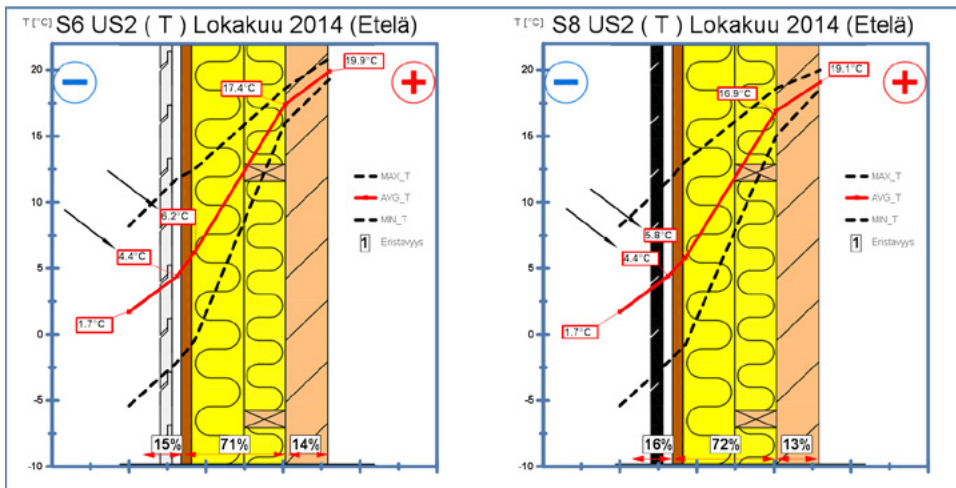 T [°C]
S6 US2 ( T ) Lokakuu 2014 (Etelä)
20
15
10
5
0
-5
-10
19.9°C
17.4°C
6.2°C
4.4°C
1.7°C
MAX_T
AVG_T
MIN_T
1 Eristavyys
15%
71%
14%
T [°C]
S8 US2 ( T ) Lokakuu 2014 (Etelä)
20
15
10
5
0
-5
-10
19.1°C
16.9°C
5.8°C
4.4°C
1.7°C
MAX_T
AVG_T
MIN_T
1 Eristavyys
16%
72%
13%